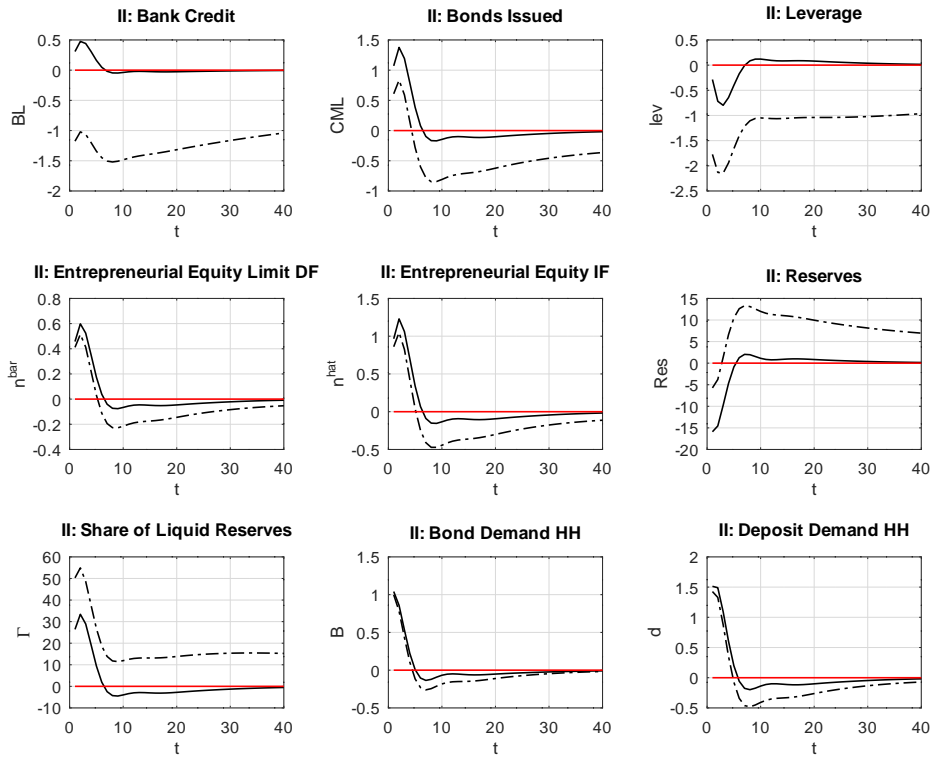 II: Bank Credit
II: Bonds Issued
II: Leverage
0.5
0
-0.5
-1
-1.5
-2
BL
0 10 20 30 40
t
1.5
1
0.5
0
-0.5
-1
CML
0 10 20 30 40
t
0.5
0
-0.5
-1
-1.5
-2
-2.5
lev
0 10 20 30 40
t
II: Entrepreneurial Equity Limit DF
II: Entrepreneurial Equity IF
II: Reserves
0.8
0.6
0.4
0.2
0
-0.2
-0.4
n^bar
0 10 20 30 40
t
1.5
1
0.5
0
-0.5
n^hat
0 10 20 30 40
t
15
10
5
0
-5
-10
-15
-20
Res
0 10 20 30 40
t
II: Share of Liquid Reserves
II: Bond Demand HH
II: Deposit Demand HH
60
50
40
30
20
10
0
-10
Γ
0 10 20 30 40
t
1.5
1
0.5
0
-0.5
B
0 10 20 30 40
t
2
1.5
1
0.5
0
-0.5
d
0 10 20 30 40
t